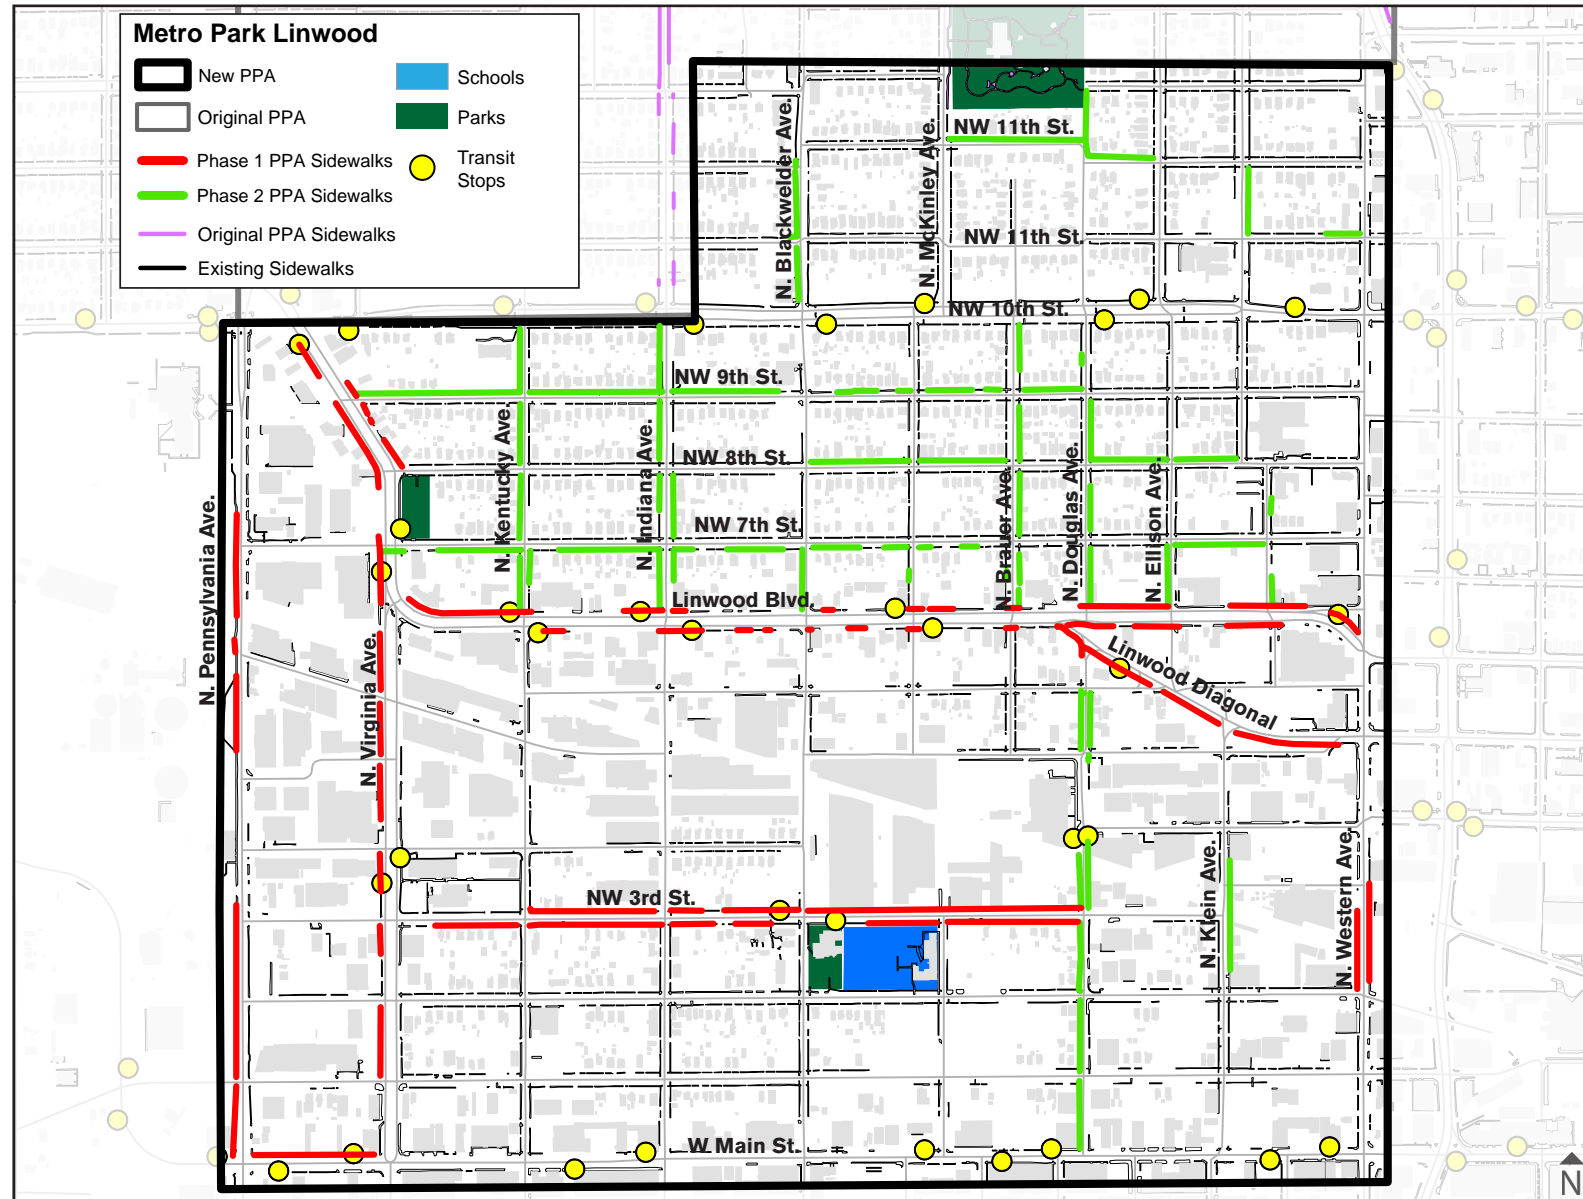 Metro Park Linwood
New PPA
Original PPA
Phase 1 PPA Sidewalks
Phase 2 PPA Sidewalks
Original PPA Sidewalks
Existing Sidewalks
Schools
Parks
Transit
Stops
NW 11th St.
N. Blackwelder Ave.
N. McKinley Ave.
NW 11th St.
NW 10th St.
NW 9th St.
N. Kentucky Ave.
N. Indiana Ave.
NW 8th St.
N. Brauer Ave.
N. Douglas Ave.
N. Ellison Ave.
NW 7th St.
N. Pennsylvania Ave.
Linwood Blvd.
N. Virginia Ave.
Linwood Diagonal
NW 3rd St.
N. Klein Ave.
N. Western Ave.
W Main St.
N